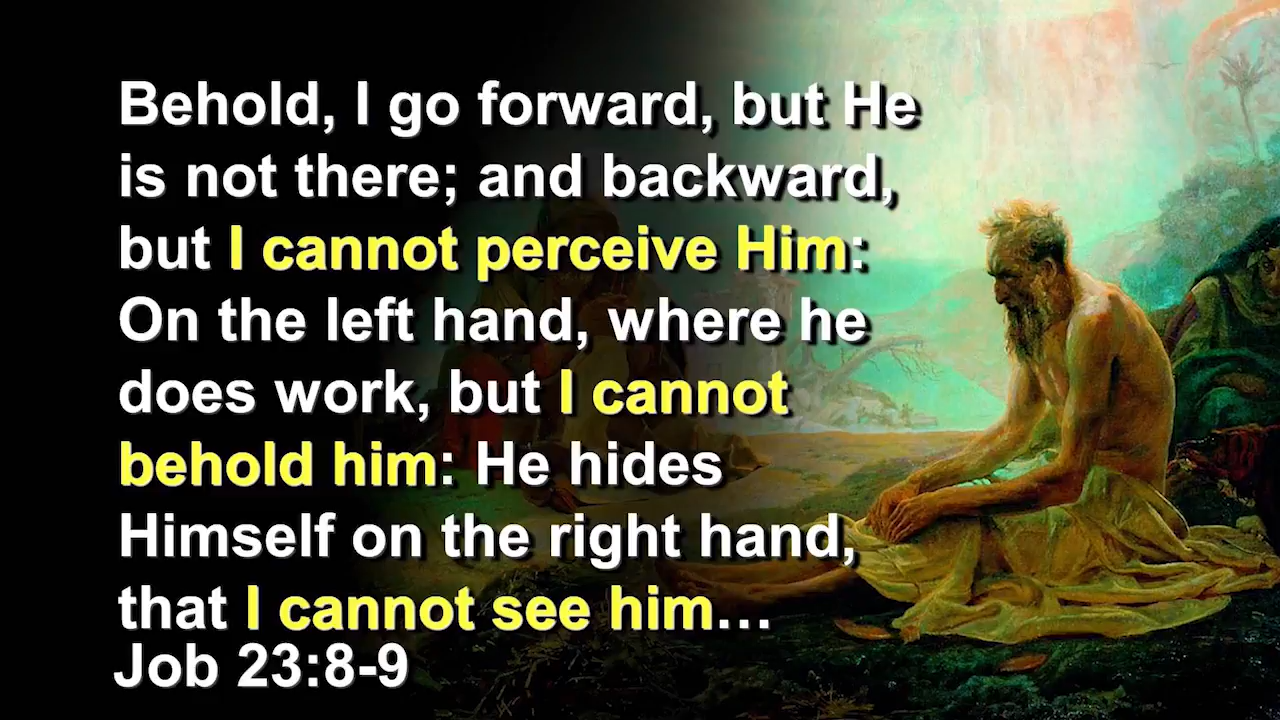 Behold, I go forward, but He
is not there; and backward,
but I cannot perceive Him:
On the left hand, where he
does work, but I cannot
behold him: He hides
Himself on the right hand,
that I cannot see him…
Job 23:8-9